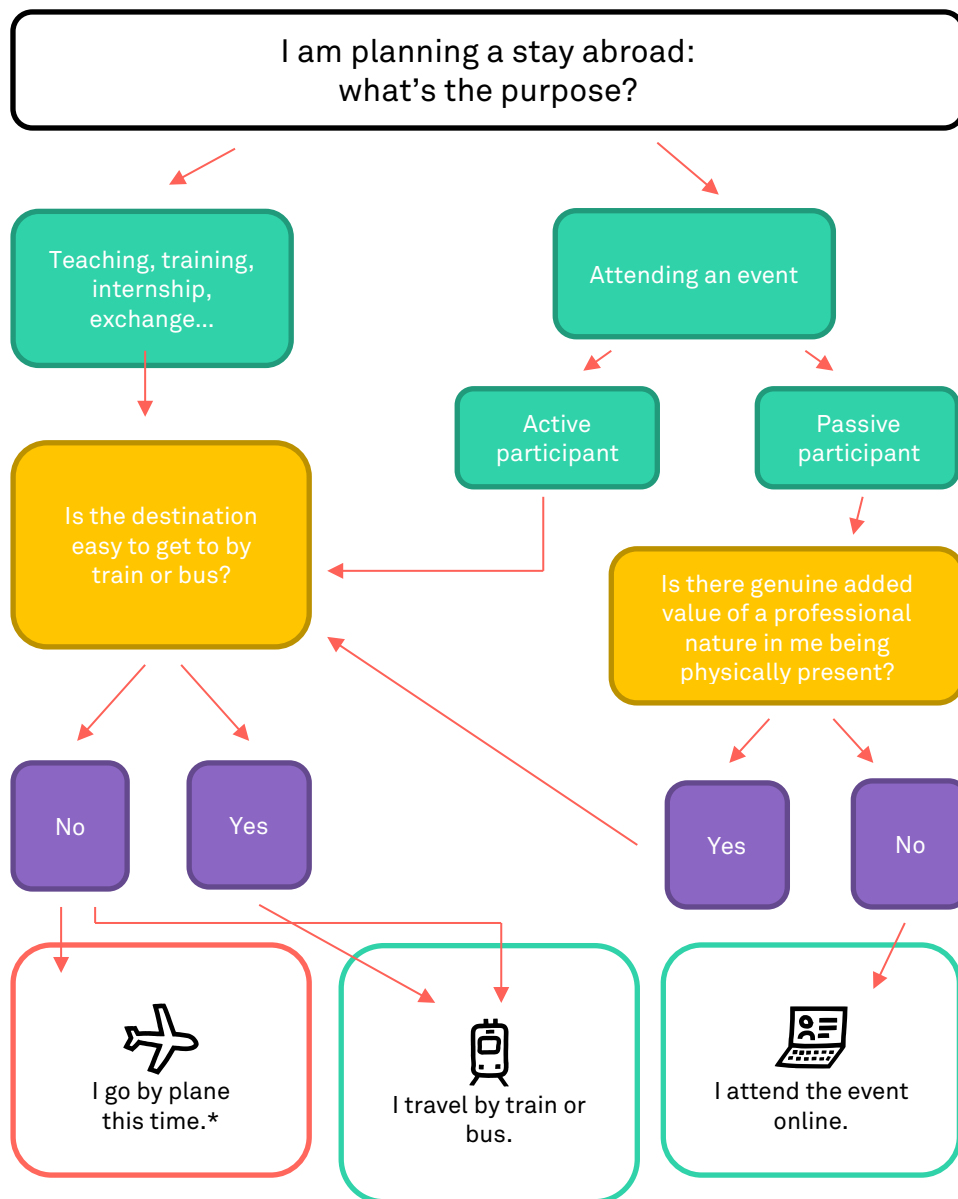 I am planning a stay abroad:
what's the purpose?
Teaching, training,
internship,
exchange...
Attending an event
Active
participant
Passive
participant
Is the destination
easy to get to by
train or bus?
Is there genuine added
value of a professional
nature in me being
physically present?
No
Yes
Yes
No
I go by plane
this time.*
I travel by train or
bus.
I attend the event
online.